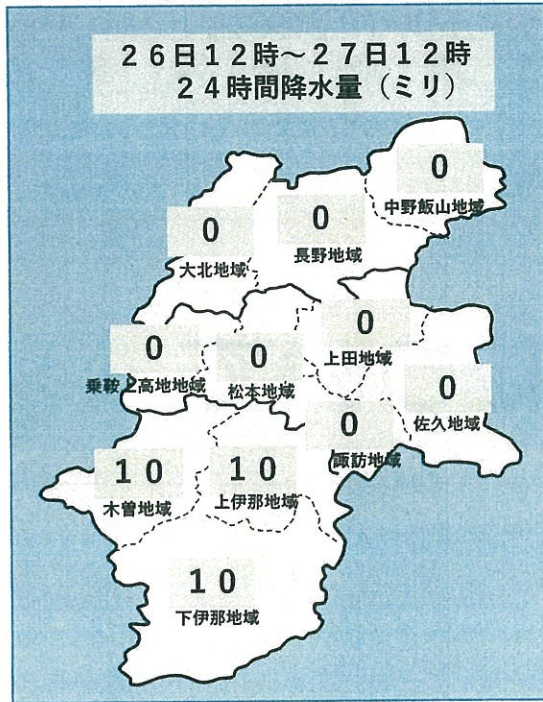 26日12時～27日12時
24時間降水量（ミリ）
0
中野飯山地域
0
長野地域
0
大北地域
0
上田地域
0
乗鞍上高地地域
0
松本地域
0
佐久地域
0
諏訪地域
10
木曽地域
10
上伊那地域
10
下伊那地域